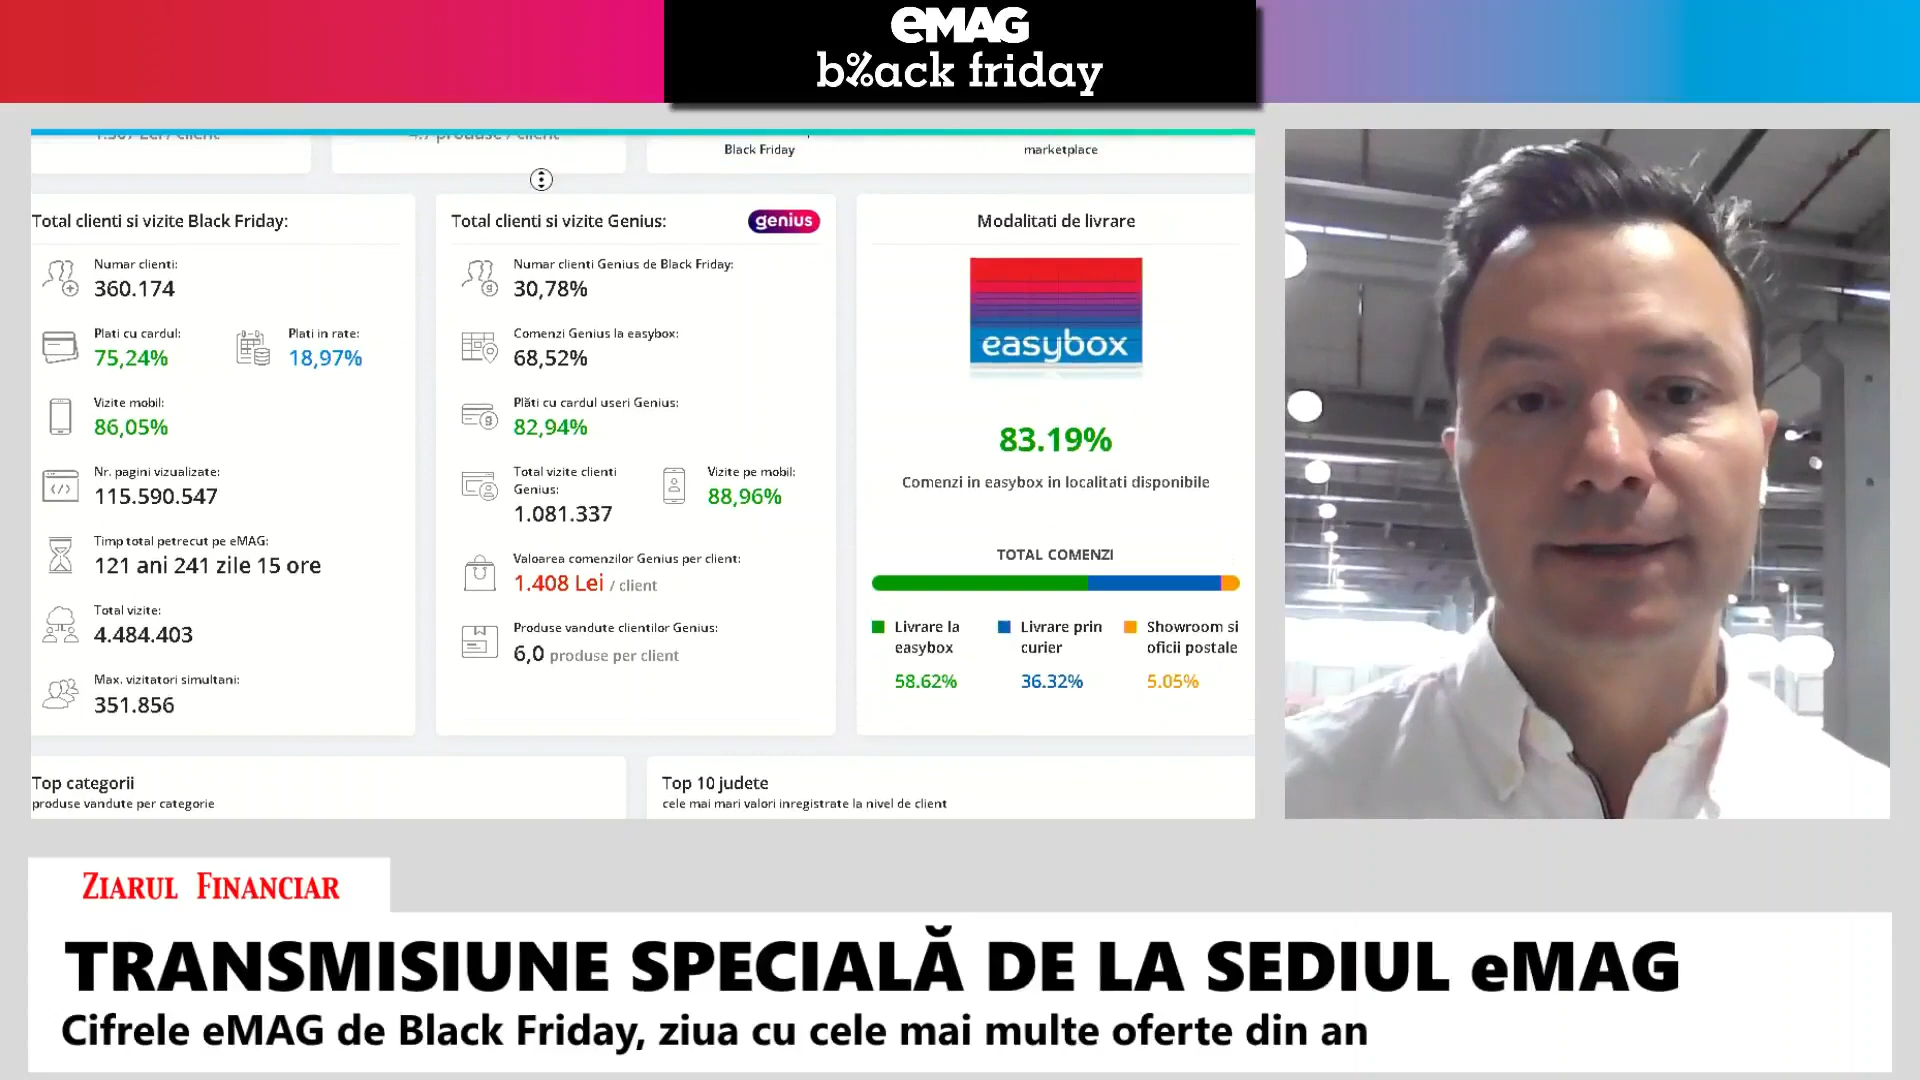 eMAG
b%ack friday
4.7 produse / client
Black Friday
marketplace
Total clienti si vizite Black Friday:
Numar clienti:
360.174
Plati cu cardul:
75,24%
Plati in rate:
18,97%
Vizite mobil:
86,05%
Nr. pagini vizualizate:
115.590.547
Timp total petrecut pe eMAG:
121 ani 241 zile 15 ore
Total vizite:
4.484.403
Max. vizitatori simultani:
351.856
Total clienti si vizite Genius:
genius
Numar clienti Genius de Black Friday:
30,78%
Comenzi Genius la easybox:
68,52%
Plăti cu cardul useri Genius:
82,94%
Total vizite clienti
Genius:
1.081.337
Vizite pe mobil:
88,96%
Valoarea comenzilor Genius per client:
1.408 Lei / client
Produse vandute clientilor Genius:
6,0 produse per client
Modalitati de livrare
easybox
83.19%
Comenzi in easybox in localitati disponibile
TOTAL COMENZI
Livrare la
easybox
58.62%
Livrare prin
curier
36.32%
Showroom si
oficii postale
5.05%
Top categorii
produse vandute per categorie
Top 10 judete
cele mai mari valori inregistrate la nivel de client
ZIARUL FINANCIAR
TRANSMISIUNE SPECIALĂ DE LA SEDIUL eMAG
Cifrele eMAG de Black Friday, ziua cu cele mai multe oferte din an